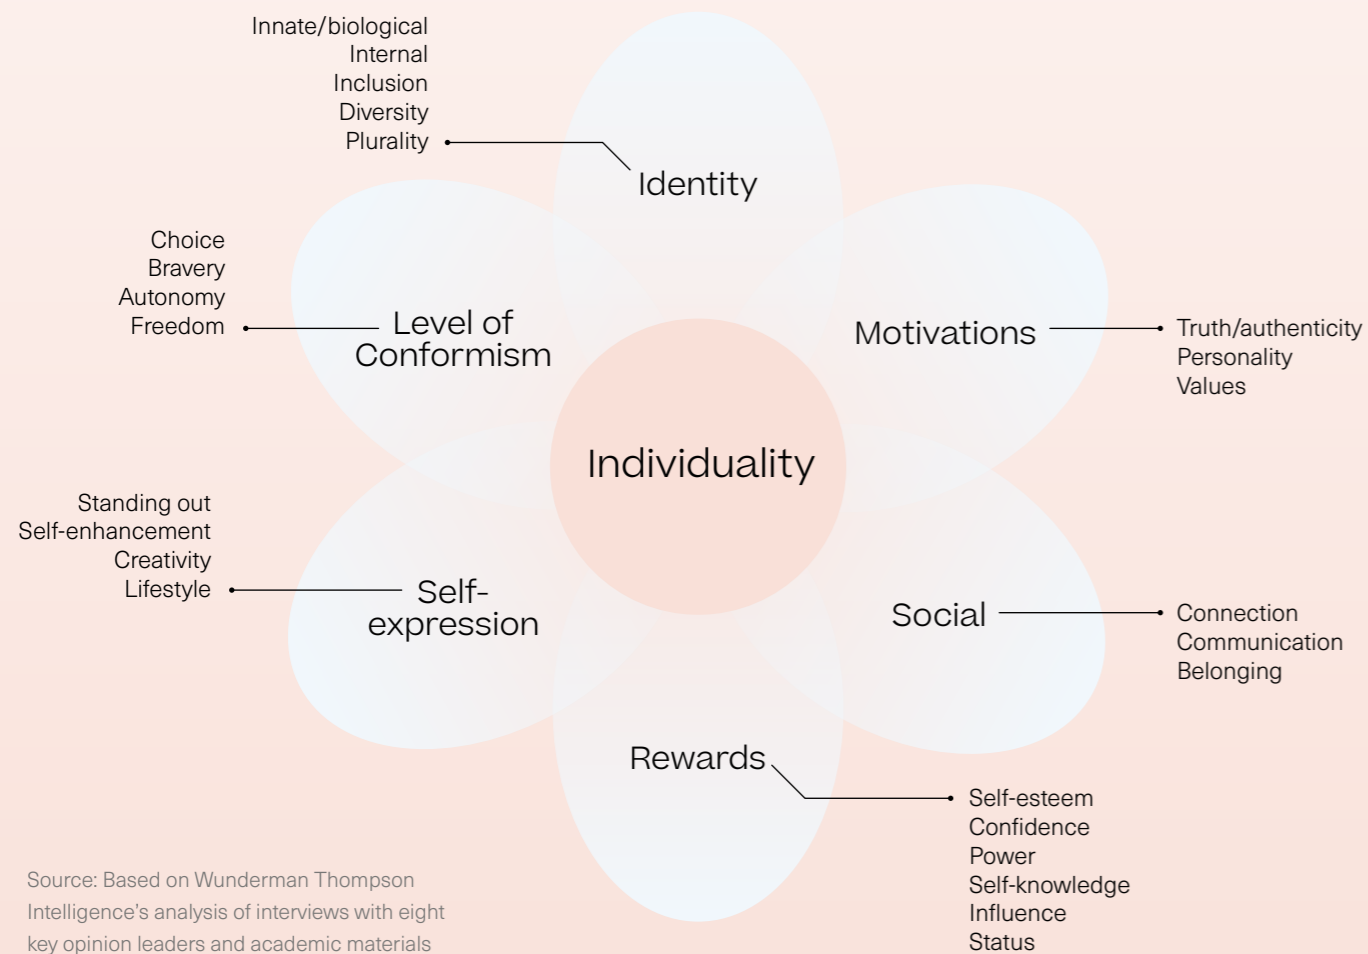 Innate/biological
Internal
Inclusion
Diversity
Plurality
Identity
Choice
Bravery
Autonomy
Freedom
Level of
Conformism
Motivations
Truth/authenticity
Personality
Values
Individuality
Standing out
Self-enhancement
Creativity
Lifestyle
Self-
expression
Social
Connection
Communication
Belonging
Rewards
Self-esteem
Confidence
Power
Self-knowledge
Influence
Status
Source: Based on Wunderman Thompson
Intelligence's analysis of interviews with eight
key opinion leaders and academic materials